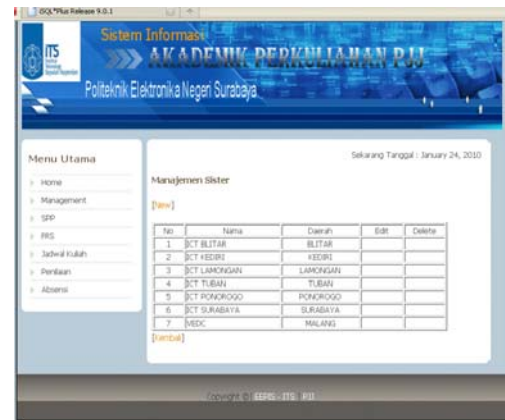 iSQL*Plus Release 9.0.1
Sistem Informasi
AKADEMIK PERKULIAHAN PJJ
ITS
Politeknik Elektronika Negeri Surabaya
Menu Utama
Home
Management
SPP
FRS
Jadwal Kuliah
Penilaian
Absensi
Sekarang Tanggal : January 24, 2010
Manajemen Sister
[New]
No Nama Daerah Edit Delete
1 ICT BLITAR BLITAR
2 ICT KEDIRI KEDIRI
3 ICT LAMONGAN LAMONGAN
4 ICT TUBAN TUBAN
5 ICT PONOROGO PONOROGO
6 ICT SURABAYA SURABAYA
7 VEDC MALANG
[Kembali]
Copyright © EEPIS - ITS PJJ